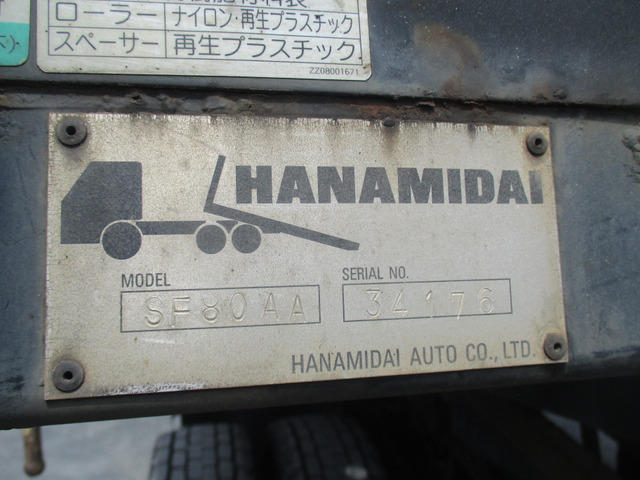 ローラー ナイロン・再生プラスチック
スペーサー 再生プラスチック
ZZ08001671
HANAMIDAI
MODEL
SF80AA
SERIAL NO.
34176
HANAMIDAI AUTO CO., LTD.